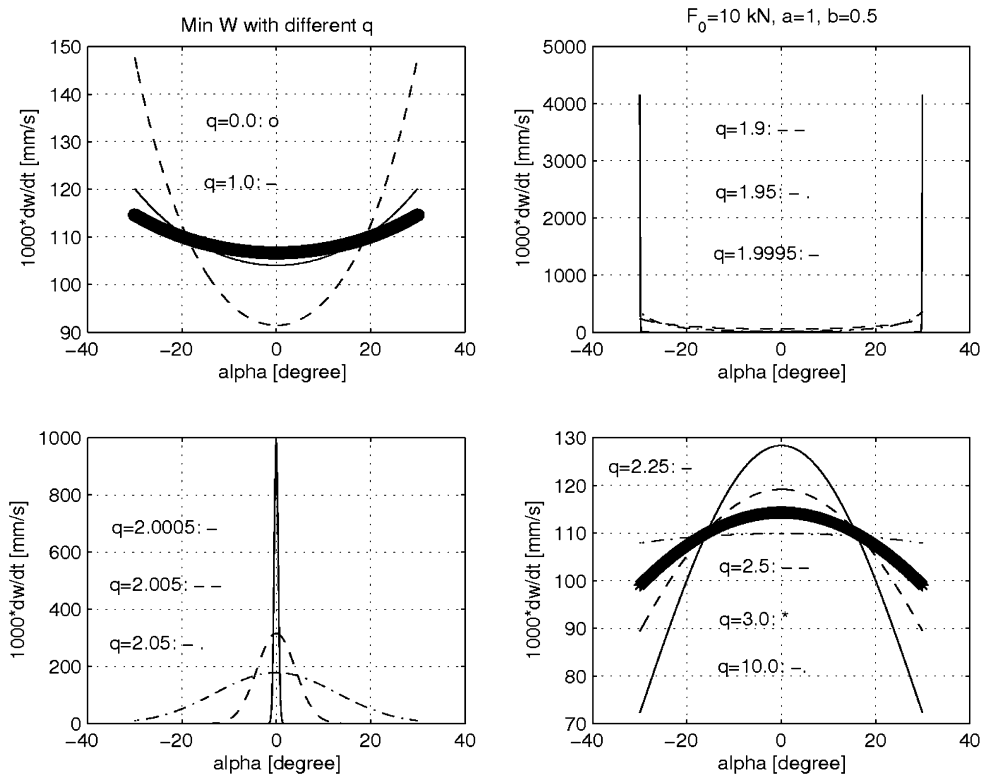 Min W with different q
150
140
130
120
110
100
90
−40
−20
0
20
40
1000*dw/dt [mm/s]
alpha [degree]
q=0.0: o
q=1.0: –
F0=10 kN, a=1, b=0.5
5000
4000
3000
2000
1000
0
−40
−20
0
20
40
1000*dw/dt [mm/s]
alpha [degree]
q=1.9: – –
q=1.95: – .
q=1.9995: –
1000
800
600
400
200
0
−40
−20
0
20
40
1000*dw/dt [mm/s]
alpha [degree]
q=2.0005: –
q=2.005: – –
q=2.05: – .
130
120
110
100
90
80
70
−40
−20
0
20
40
1000*dw/dt [mm/s]
alpha [degree]
q=2.25: –
q=2.5: – –
q=3.0: *
q=10.0: –.